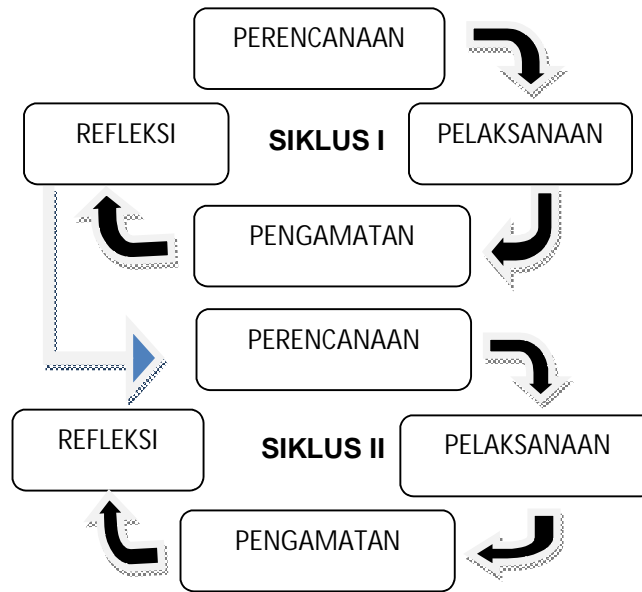 PERENCANAAN
REFLEKSI
SIKLUS I
PELAKSANAAN
PENGAMATAN
PERENCANAAN
REFLEKSI
SIKLUS II
PELAKSANAAN
PENGAMATAN